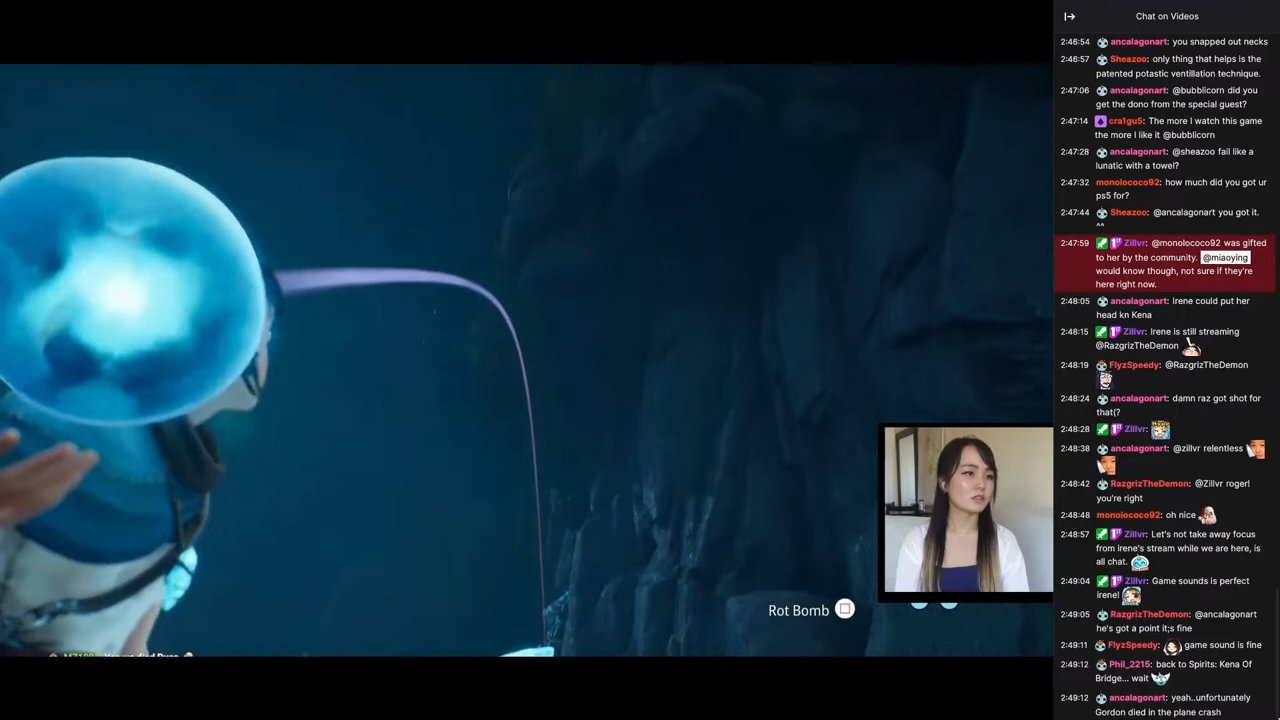 Chat on Videos
2:46:54 ancalagonart: you snapped out necks
2:46:57 Sheazoo: only thing that helps is the
patented potastic ventillation technique.
2:47:06 ancalagonart: @bubblicorn did you
get the dono from the special guest?
2:47:14 cra1gu5: The more I watch this game
the more I like it @bubblicorn
2:47:28 ancalagonart: @sheazoo fail like a
lunatic with a towel?
2:47:32 monolococo92: how much did you got ur
ps5 for?
2:47:44 Sheazoo: @ancalagonart you got it.
^^
2:47:59 Zillvr: @monolococo92 was gifted
to her by the community. @miaoying
would know though, not sure if they're
here right now.
2:48:05 ancalagonart: Irene could put her
head kn Kena
2:48:15 Zillvr: Irene is still streaming
@RazgrizTheDemon
2:48:19 FlyzSpeedy: @RazgrizTheDemon
2:48:24 ancalagonart: damn raz got shot for
that(?
2:48:28 Zillvr:
2:48:38 ancalagonart: @zillvr relentless
2:48:42 RazgrizTheDemon: @Zillvr roger!
you're right
2:48:48 monolococo92: oh nice
2:48:57 Zillvr: Let's not take away focus
from irene's stream while we are here, is
all chat.
2:49:04 Zillvr: Game sounds is perfect
irene!
2:49:05 RazgrizTheDemon: @ancalagonart
he's got a point it;s fine
2:49:11 FlyzSpeedy: game sound is fine
2:49:12 Phil_2215: back to Spirits: Kena Of
Bridge... wait
2:49:12 ancalagonart: yeah..unfortunately
Gordon died in the plane crash
Rot Bomb